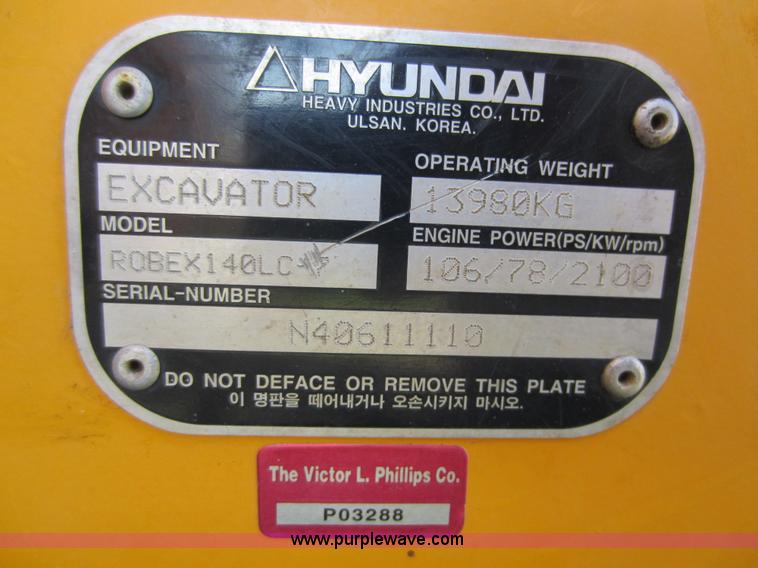 HYUNDAI
HEAVY INDUSTRIES CO., LTD.
ULSAN. KOREA.
EQUIPMENT
EXCAVATOR
OPERATING WEIGHT
13980KG
MODEL
ROBEX140LC
ENGINE POWER(PS/KW/rpm)
106/78/2100
SERIAL-NUMBER
N40611110
DO NOT DEFACE OR REMOVE THIS PLATE
이 명판을 떼어내거나 오손시키지 마시오.
The Victor L. Phillips Co.
P03288
www.purplewave.com